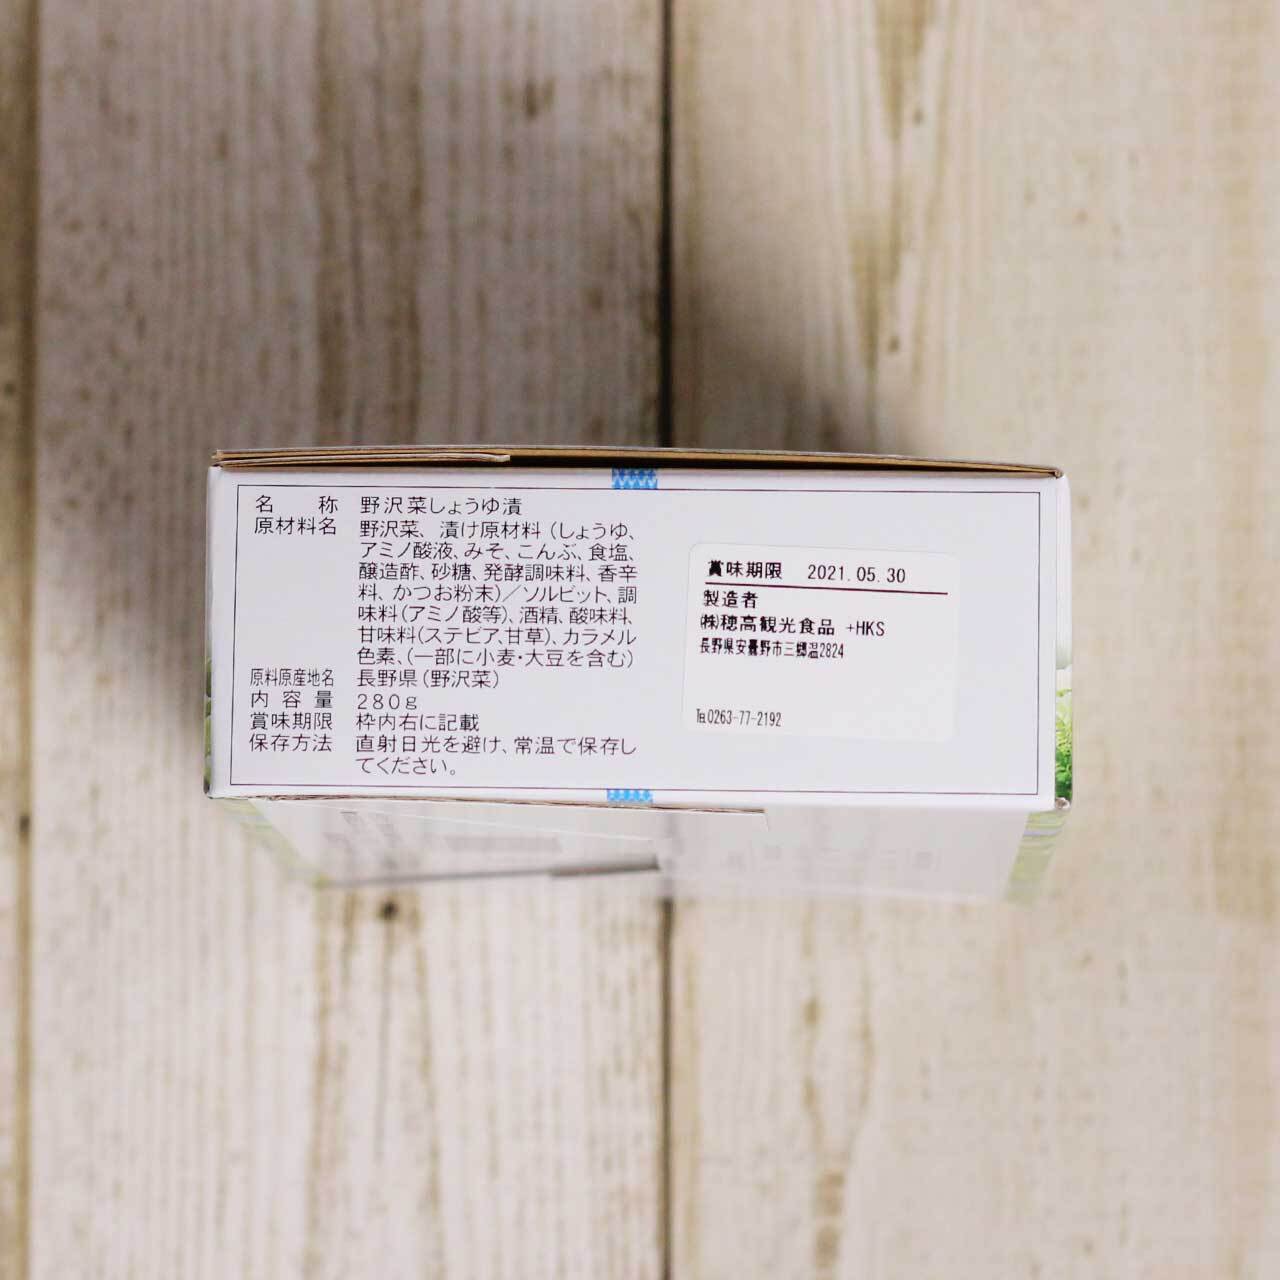 名称 野沢菜しょうゆ漬
原材料名 野沢菜、漬け原材料（しょうゆ、
アミノ酸液、みそ、こんぶ、食塩、
醸造酢、砂糖、発酵調味料、香辛
料、かつお粉末）／ソルビット、調
味料（アミノ酸等）、酒精、酸味料、
甘味料（ステビア、甘草）、カラメル
色素、（一部に小麦・大豆を含む）
原料原産地名 長野県（野沢菜）
内容量 280g
賞味期限 枠内右に記載
保存方法 直射日光を避け、常温で保存し
てください。
賞味期限 2021.05.30
製造者
㈱穂高観光食品 +HKS
長野県安曇野市三郷温2824
℡0263-77-2192